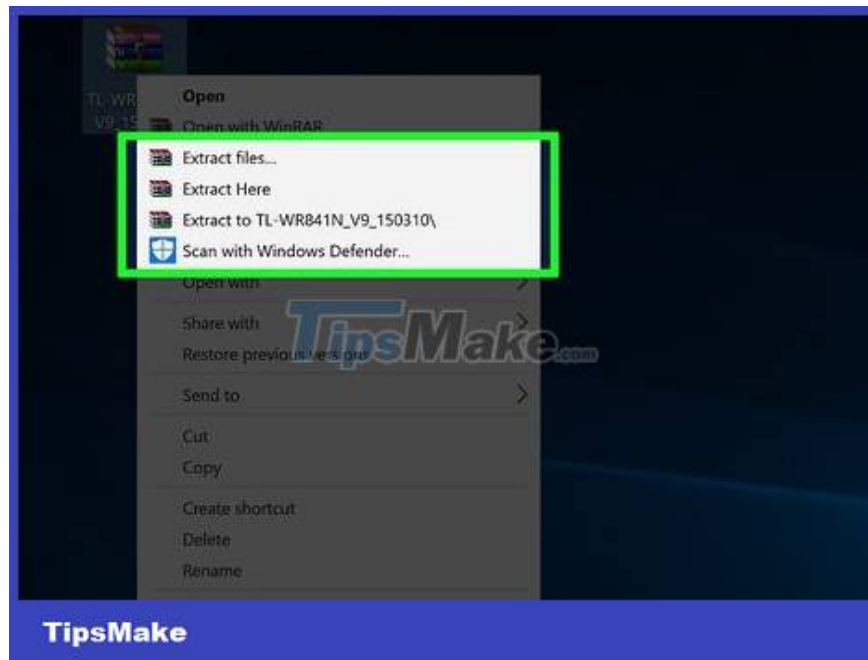 TL-WR
V9_15
Open
Open with WinRAR
Extract files...
Extract Here
Extract to TL-WR841N_V9_150310\
Scan with Windows Defender...
Open with
Share with
Restore previous versions
Send to
Cut
Copy
Create shortcut
Delete
Rename
TipsMake.com
TipsMake